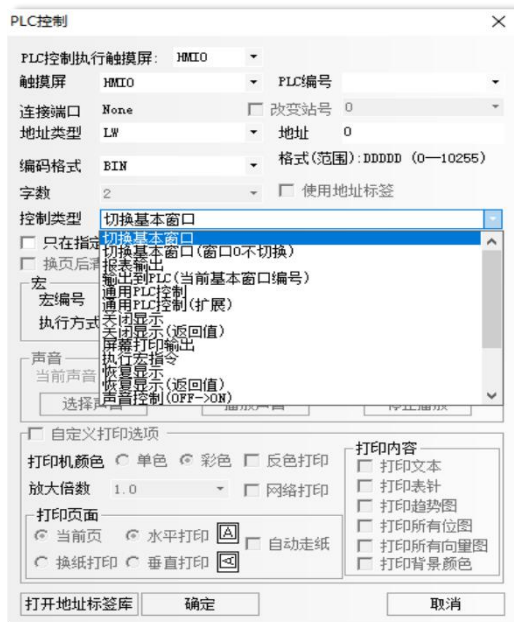 PLC控制
PLC控制执行触摸屏: HMI0
触摸屏 HMI0 PLC编号
连接端口 None 改变站号 0
地址类型 LW 地址 0
编码格式 BIN 格式(范围):DDDDD (0—10255)
字数 2 使用地址标签
控制类型 切换基本窗口
只在指定
切换基本窗口
切换基本窗口(窗口0不切换)
换页后清
报表输出
输出到PLC(当前基本窗口编号)
宏
通用PLC控制
宏编号
通用PLC控制(扩展)
关闭显示
执行方式
关闭显示(返回值)
屏幕打印输出
执行宏指令
声音
恢复显示
当前声音
恢复显示(返回值)
声音控制(OFF->ON)
选择声音 播放声音 停止播放
自定义打印选项
打印机颜色 单色 彩色 反色打印
放大倍数 1.0 网络打印
打印页面
当前页 水平打印 A 自动走纸
换纸打印 垂直打印 A
打印内容
打印文本
打印表针
打印趋势图
打印所有位图
打印所有向量图
打印背景颜色
打开地址标签库 确定 取消